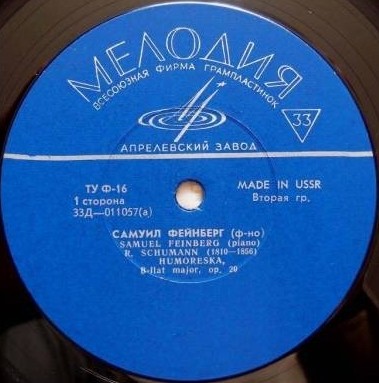 МЕЛОДИЯ
ВСЕСОЮЗНАЯ ФИРМА ГРАМПЛАСТИНОК
33
АПРЕЛЕВСКИЙ ЗАВОД
ТУ Ф-16
MADE IN USSR
1 сторона
Вторая гр.
33Д—011057(а)
САМУИЛ ФЕЙНБЕРГ (ф-но)
SAMUEL FEINBERG (piano)
R. SCHUMANN (1810—1856)
HUMORESKA,
B-flat major, op. 20